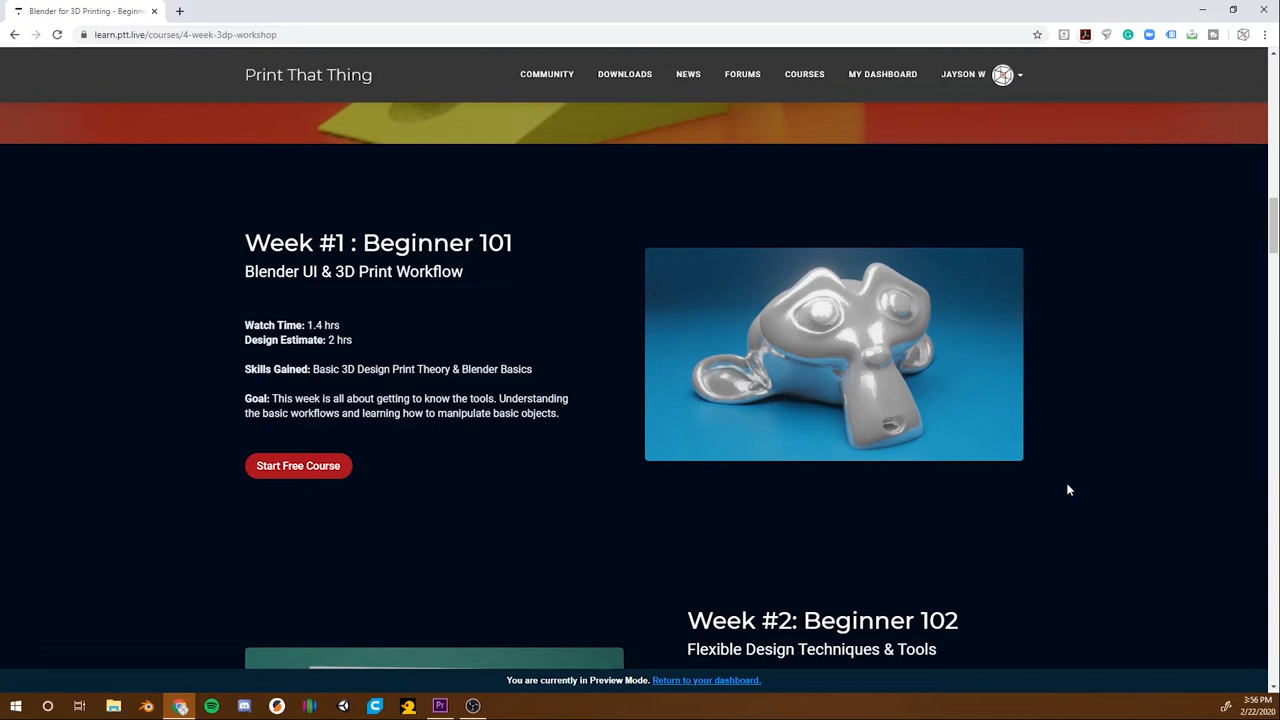 Blender for 3D Printing - Beginn
learn.ptt.live/courses/4-week-3dp-workshop
Print That Thing
COMMUNITY
DOWNLOADS
NEWS
FORUMS
COURSES
MY DASHBOARD
JAYSON W
Week #1 : Beginner 101
Blender UI & 3D Print Workflow
Watch Time: 1.4 hrs
Design Estimate: 2 hrs
Skills Gained: Basic 3D Design Print Theory & Blender Basics
Goal: This week is all about getting to know the tools. Understanding
the basic workflows and learning how to manipulate basic objects.
Start Free Course
Week #2: Beginner 102
Flexible Design Techniques & Tools
You are currently in Preview Mode. Return to your dashboard.
Pr
3:56 PM
2/22/2020